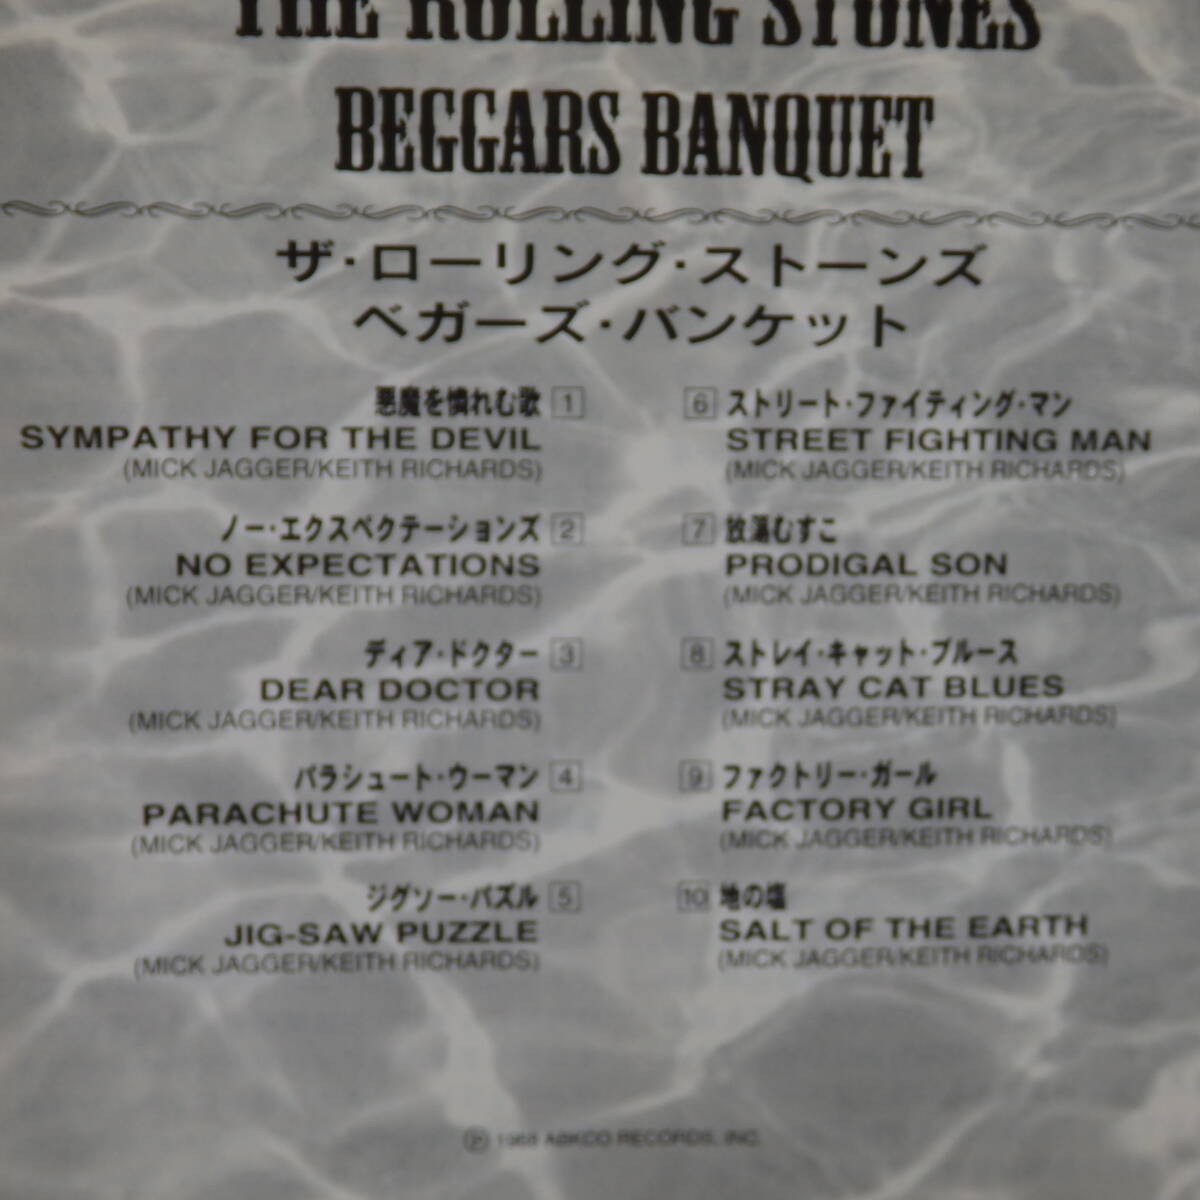 THE ROLLING STONES
BEGGARS BANQUET
ザ・ローリング・ストーンズ
ベガーズ・バンケット
悪魔を憐れむ歌 1
SYMPATHY FOR THE DEVIL
(MICK JAGGER/KEITH RICHARDS)
ノー・エクスペクテーションズ 2
NO EXPECTATIONS
(MICK JAGGER/KEITH RICHARDS)
ディア・ドクター 3
DEAR DOCTOR
(MICK JAGGER/KEITH RICHARDS)
パラシュート・ウーマン 4
PARACHUTE WOMAN
(MICK JAGGER/KEITH RICHARDS)
ジグソー・パズル 5
JIG-SAW PUZZLE
(MICK JAGGER/KEITH RICHARDS)
6 ストリート・ファイティング・マン
STREET FIGHTING MAN
(MICK JAGGER/KEITH RICHARDS)
7 放蕩むすこ
PRODIGAL SON
(MICK JAGGER/KEITH RICHARDS)
8 ストレイ・キャット・ブルース
STRAY CAT BLUES
(MICK JAGGER/KEITH RICHARDS)
9 ファクトリー・ガール
FACTORY GIRL
(MICK JAGGER/KEITH RICHARDS)
10 地の塩
SALT OF THE EARTH
(MICK JAGGER/KEITH RICHARDS)
℗ 1968 ABKCO RECORDS, INC.